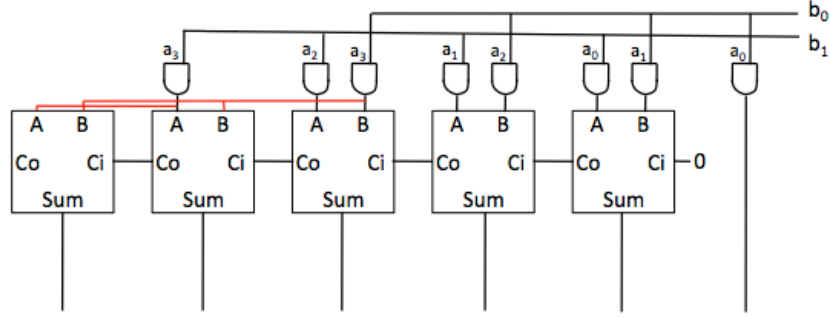 b₀
b₁
a₃ a₂ a₃ a₁ a₂ a₀ a₁ a₀
A B A B A B A B A B
Co Ci Co Ci Co Ci Co Ci Co Ci 0
Sum Sum Sum Sum Sum